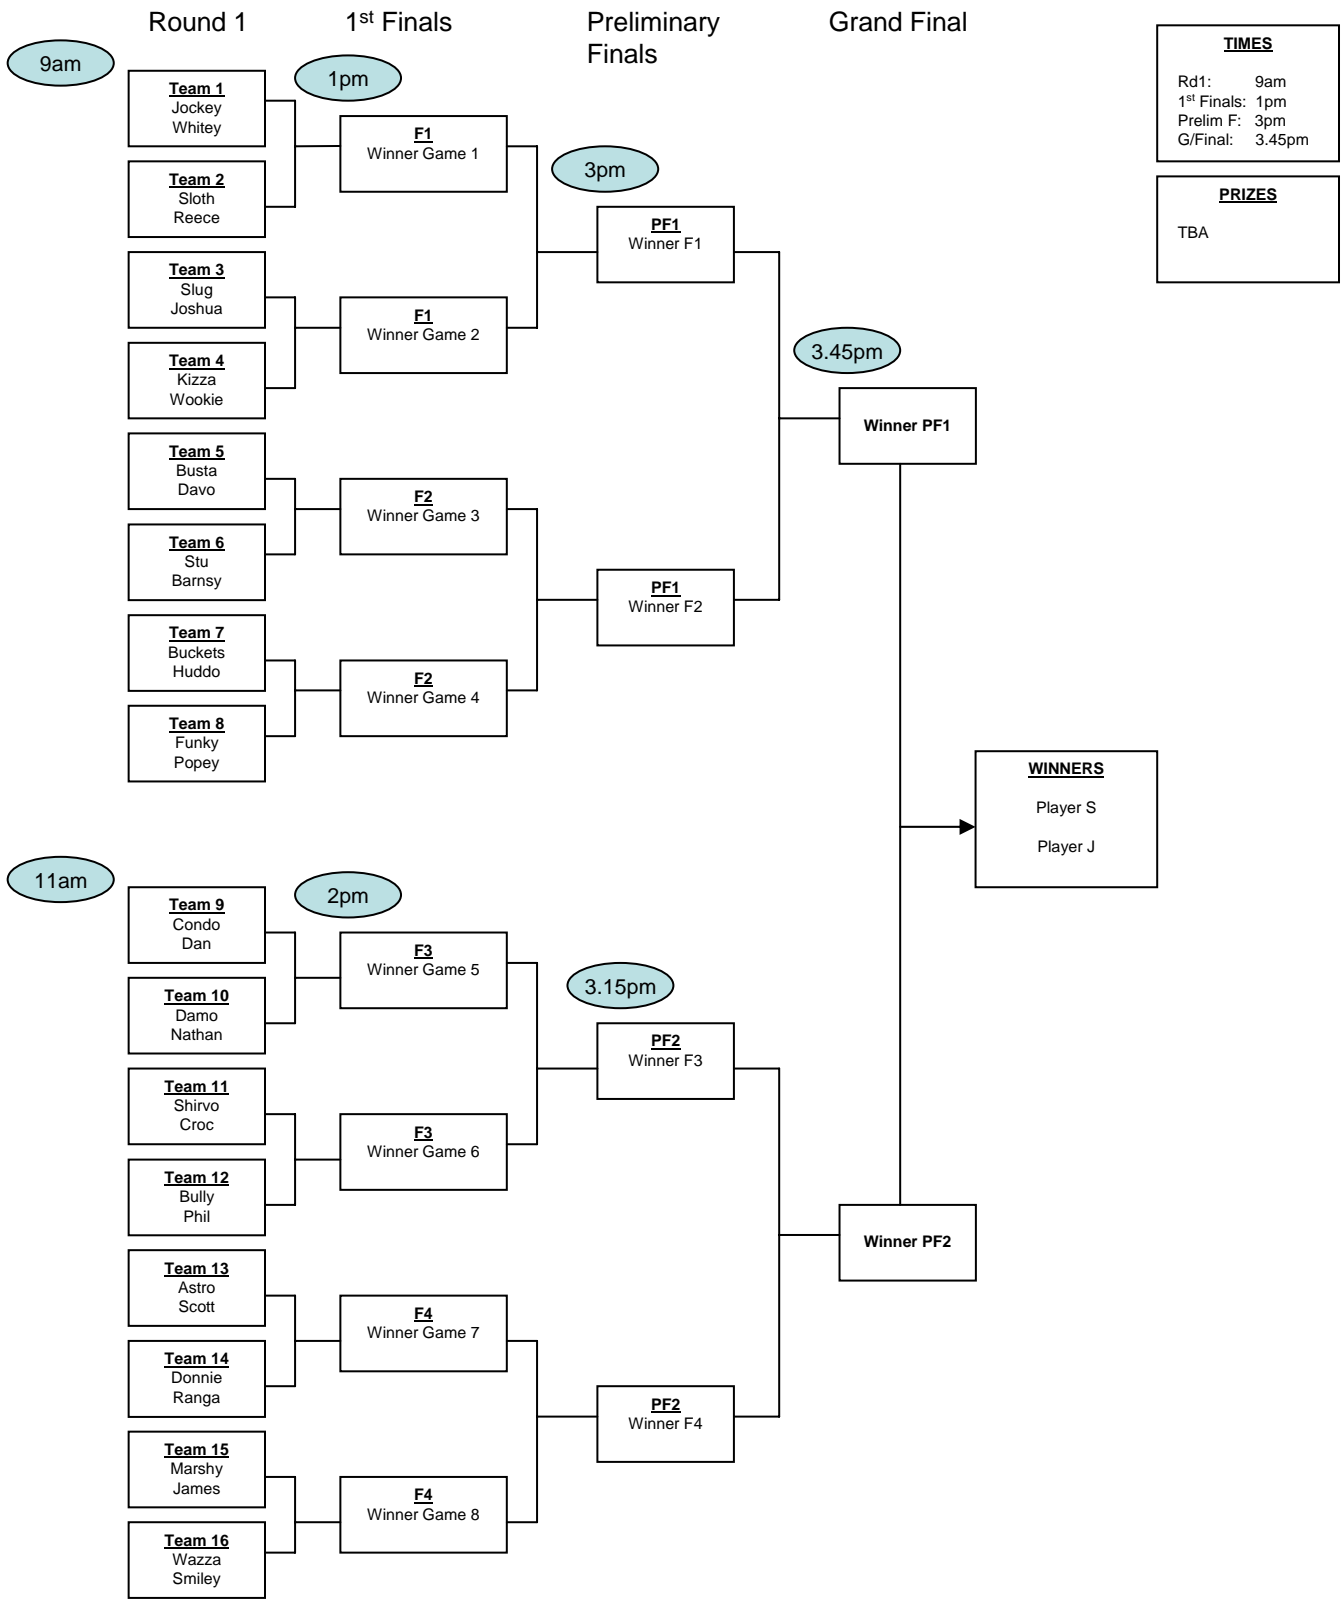 Round 1
1st Finals
Preliminary
Finals
Grand Final
TIMES
Rd1: 9am
1st Finals: 1pm
Prelim F: 3pm
G/Final: 3.45pm
PRIZES
TBA
9am
Team 1
Jockey
Whitey
Team 2
Sloth
Reece
Team 3
Slug
Joshua
Team 4
Kizza
Wookie
Team 5
Busta
Davo
Team 6
Stu
Barnsy
Team 7
Buckets
Huddo
Team 8
Funky
Popey
1pm
F1
Winner Game 1
F1
Winner Game 2
F2
Winner Game 3
F2
Winner Game 4
3pm
PF1
Winner F1
PF1
Winner F2
3.45pm
Winner PF1
WINNERS
Player S
Player J
11am
Team 9
Condo
Dan
Team 10
Damo
Nathan
Team 11
Shirvo
Croc
Team 12
Bully
Phil
Team 13
Astro
Scott
Team 14
Donnie
Ranga
Team 15
Marshy
James
Team 16
Wazza
Smiley
2pm
F3
Winner Game 5
F3
Winner Game 6
F4
Winner Game 7
F4
Winner Game 8
3.15pm
PF2
Winner F3
PF2
Winner F4
Winner PF2